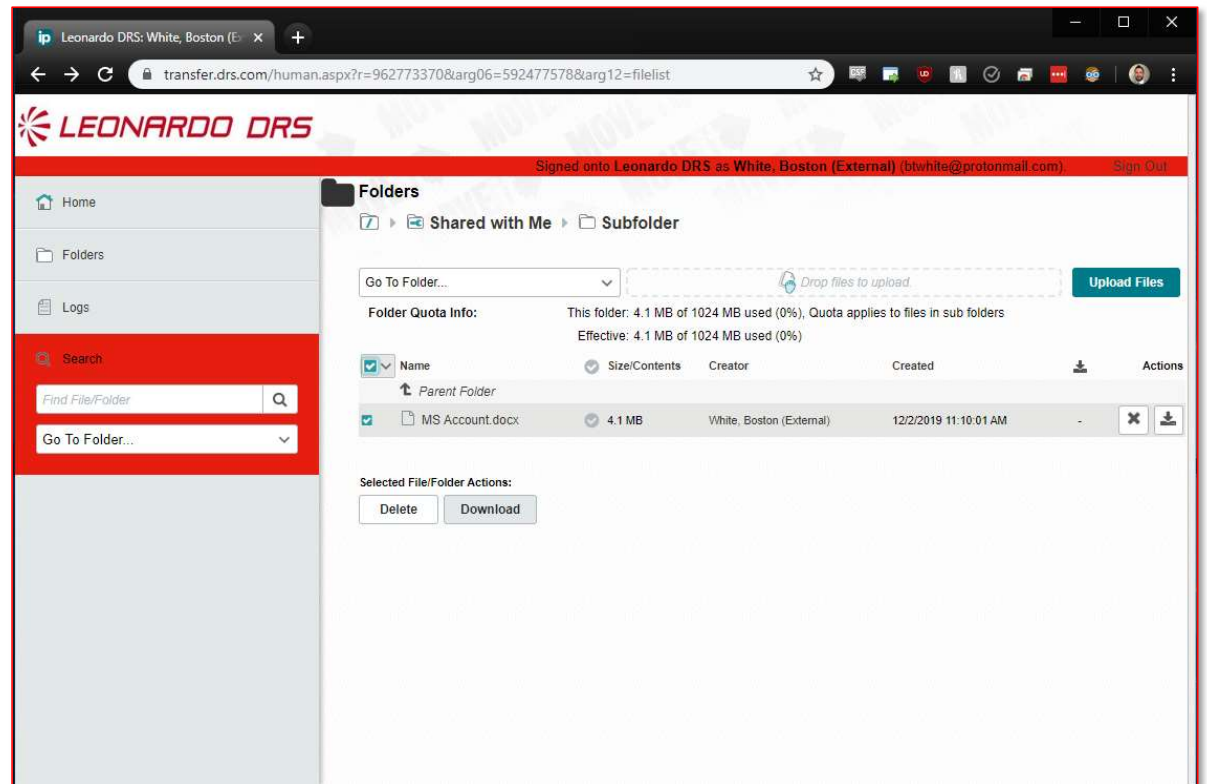 Leonardo DRS: White, Boston (E
transfer.drs.com/human.aspx?r=962773370&arg06=592477578&arg12=filelist
LEONARDO DRS
Signed onto Leonardo DRS as White, Boston (External) (btwhite@protonmail.com). Sign Out
Home
Folders
Logs
Search
Find File/Folder
Go To Folder...
Folders
Shared with Me Subfolder
Go To Folder... Drop files to upload. Upload Files
Folder Quota Info: This folder: 4.1 MB of 1024 MB used (0%), Quota applies to files in sub folders
Effective: 4.1 MB of 1024 MB used (0%)
Name Size/Contents Creator Created Actions
Parent Folder
MS Account.docx 4.1 MB White, Boston (External) 12/2/2019 11:10:01 AM -
Selected File/Folder Actions:
Delete Download